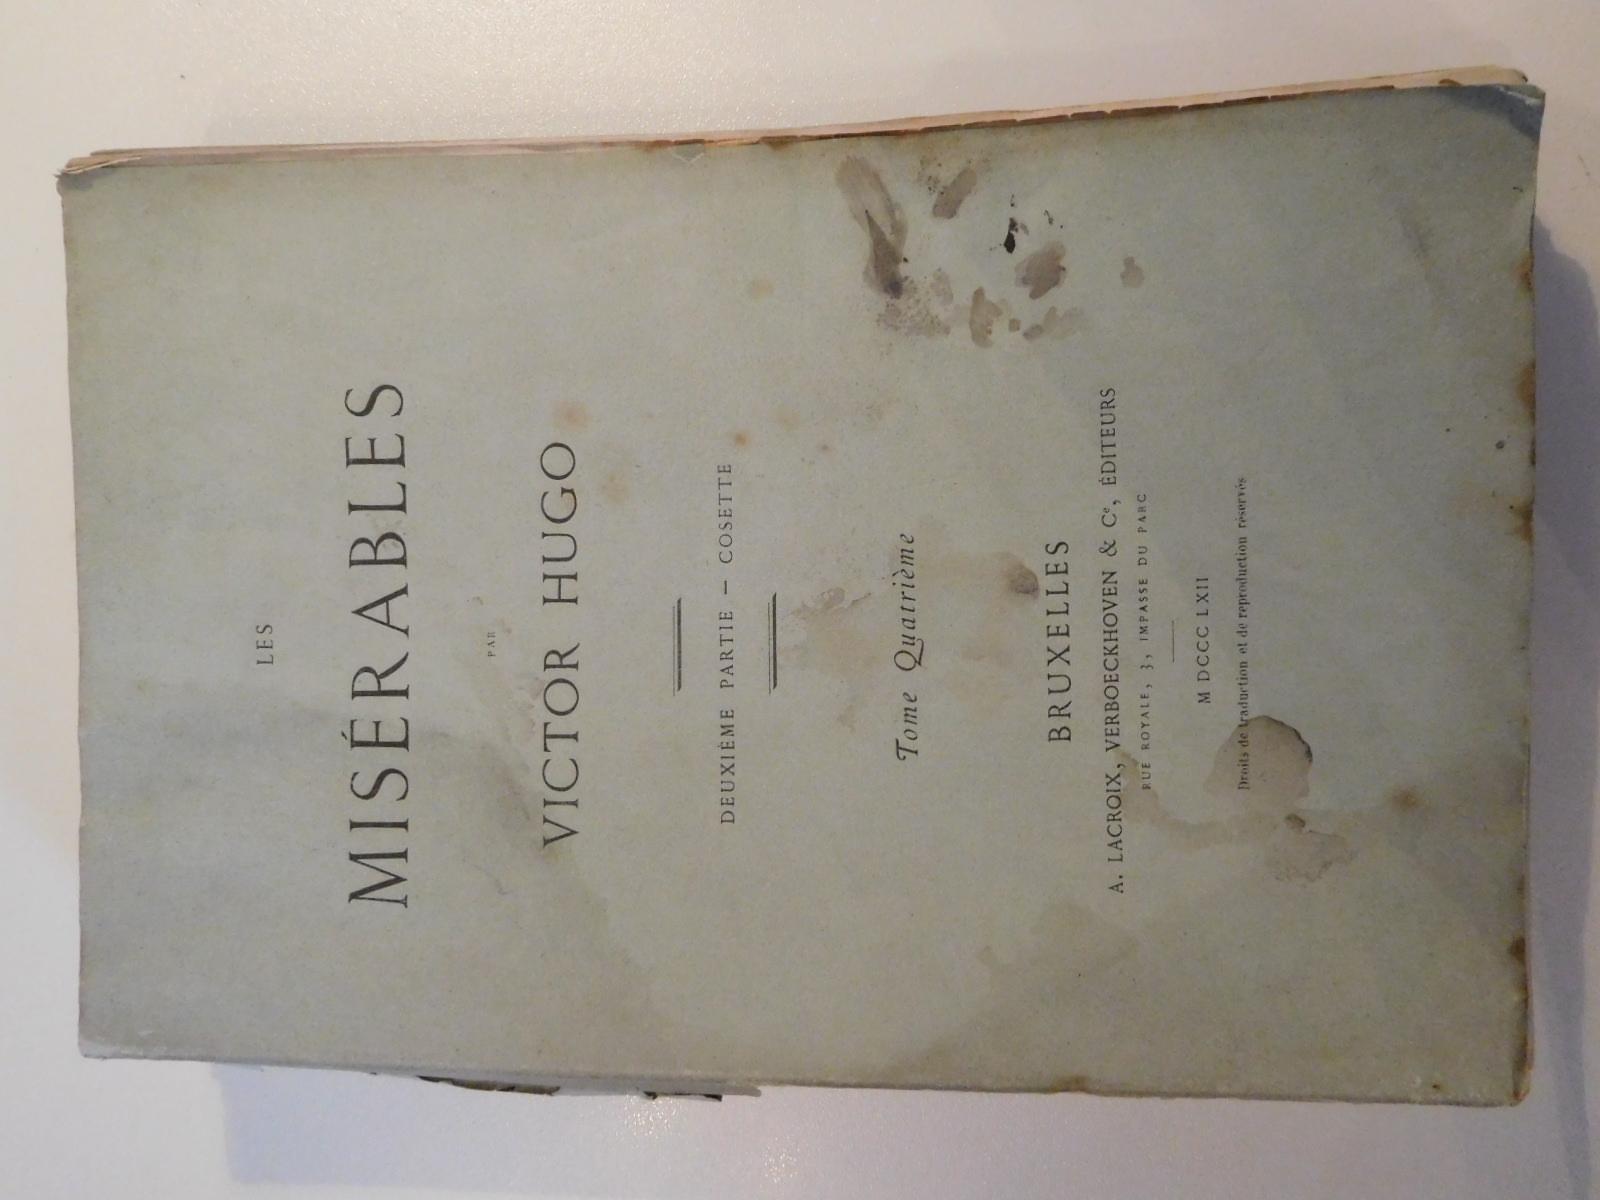 LES
MISÉRABLES
PAR
VICTOR HUGO
DEUXIÈME PARTIE — COSETTE
Tome Quatrième
BRUXELLES
A. LACROIX, VERBOECKHOVEN & Cᵉ, ÉDITEURS
RUE ROYALE, 3, IMPASSE DU PARC
M DCCC LXII
Droits de traduction et de reproduction réservés